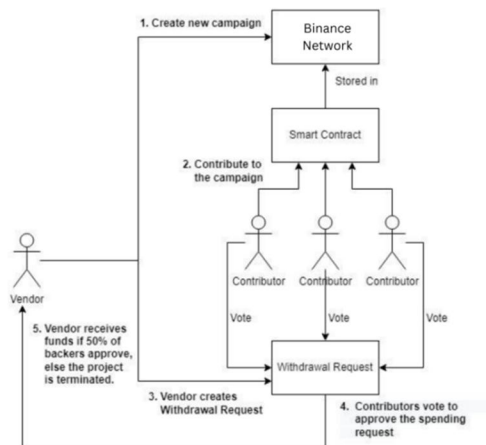 1. Create new campaign
Binance
Network
Stored in
Smart Contract
2. Contribute to
the campaign
Contributor
Contributor
Contributor
Vendor
Vote
Vote
Vote
5. Vendor receives
funds if 50% of
backers approve,
else the project
is terminated.
Withdrawal Request
3. Vendor creates
Withdrawal Request
4. Contributors vote to
approve the spending
request